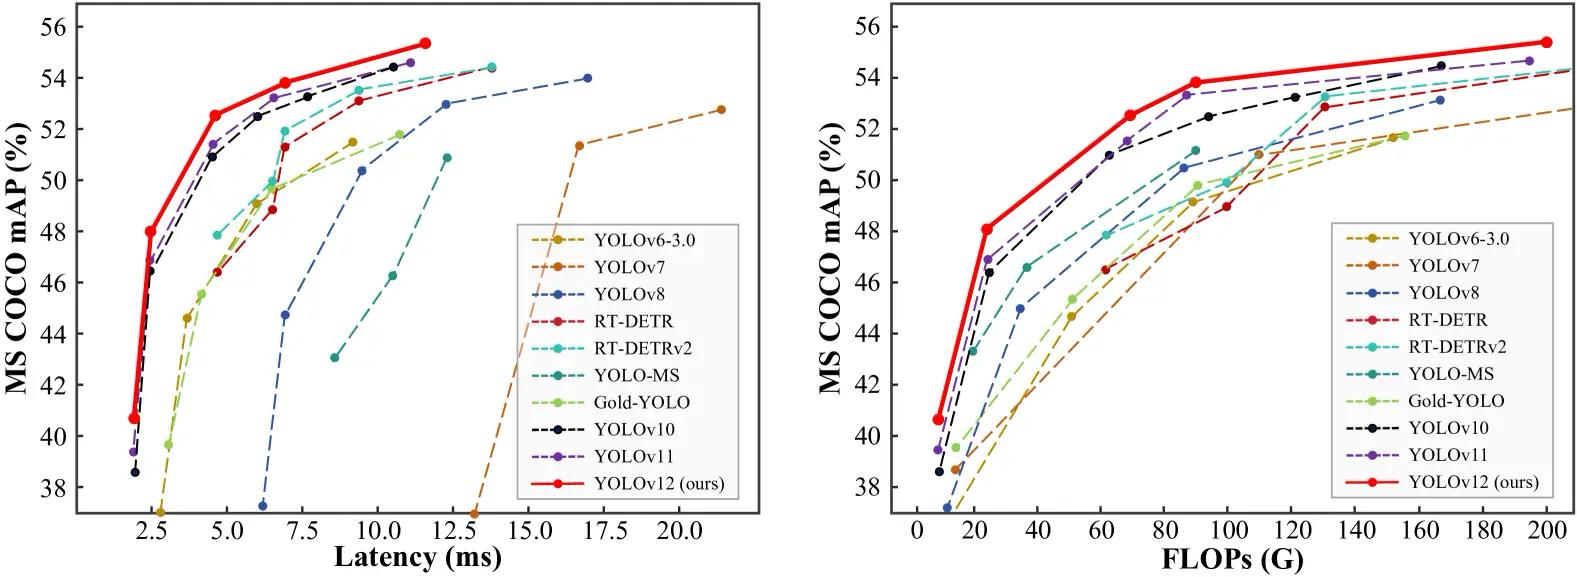 MS COCO mAP (%)
56
54
52
50
48
46
44
42
40
38
YOLOv6-3.0
YOLOv7
YOLOv8
RT-DETR
RT-DETRv2
YOLO-MS
Gold-YOLO
YOLOv10
YOLOv11
YOLOv12 (ours)
2.5 5.0 7.5 10.0 12.5 15.0 17.5 20.0
Latency (ms)
MS COCO mAP (%)
56
54
52
50
48
46
44
42
40
38
YOLOv6-3.0
YOLOv7
YOLOv8
RT-DETR
RT-DETRv2
YOLO-MS
Gold-YOLO
YOLOv10
YOLOv11
YOLOv12 (ours)
0 20 40 60 80 100 120 140 160 180 200
FLOPs (G)